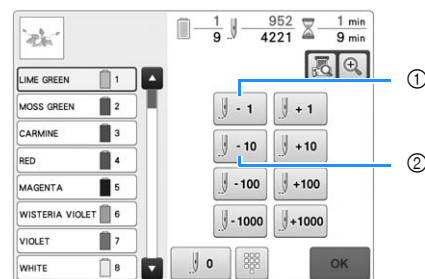 1
9
952
4221
1 min
9 min
LIME GREEN 1
MOSS GREEN 2
CARMINE 3
RED 4
MAGENTA 5
WISTERIA VIOLET 6
VIOLET 7
WHITE 8
- 1
+ 1
①
- 10
+ 10
②
- 100
+100
- 1000
+1000
0
OK